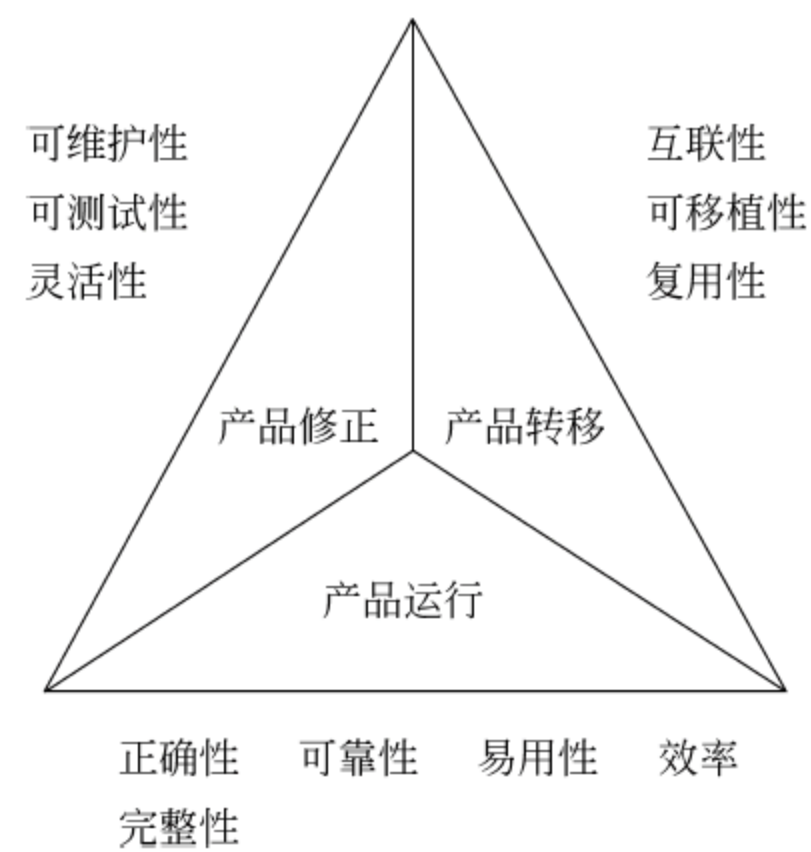 可维护性
可测试性
灵活性
互联性
可移植性
复用性
产品修正
产品转移
产品运行
正确性 可靠性 易用性 效率
完整性